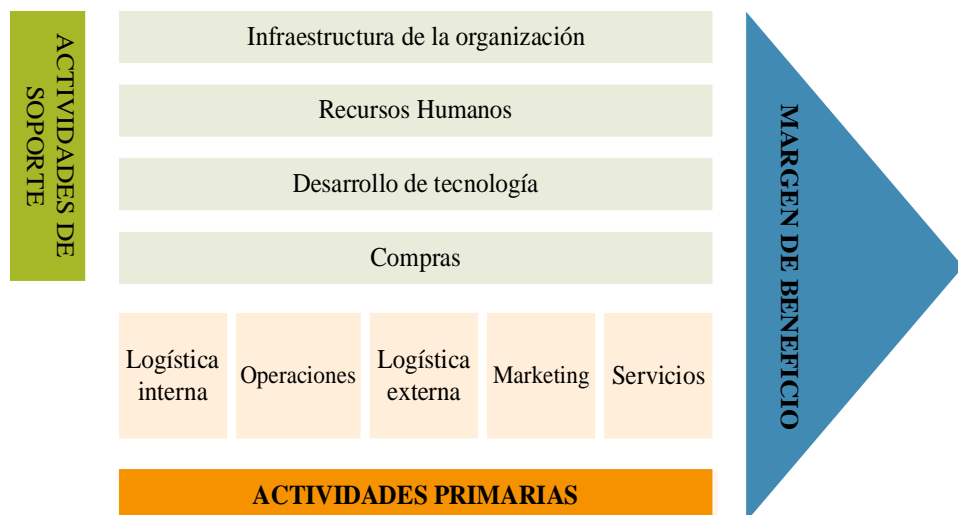 ACTIVIDADES DE
SOPORTE
Infraestructura de la organización
Recursos Humanos
Desarrollo de tecnología
Compras
Logística
interna
Operaciones
Logística
externa
Marketing
Servicios
ACTIVIDADES PRIMARIAS
MARGEN DE BENEFICIO